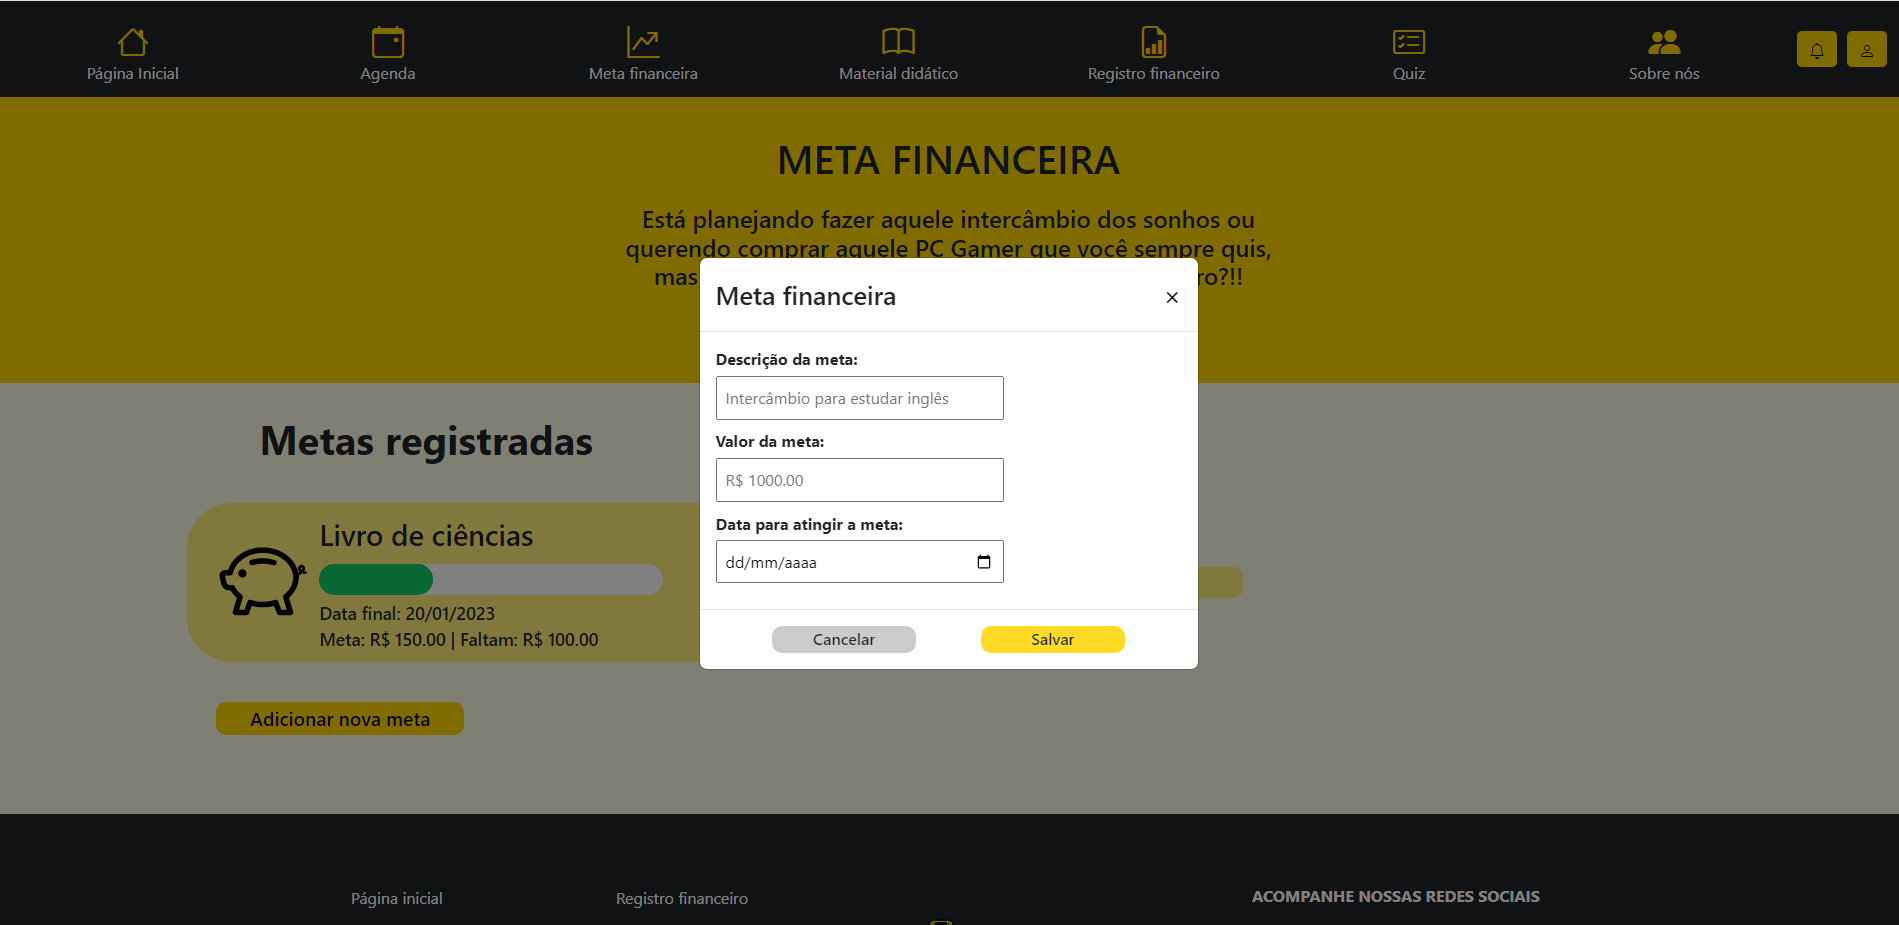 Página Inicial
Agenda
Meta financeira
Material didático
Registro financeiro
Quiz
Sobre nós
META FINANCEIRA
Está planejando fazer aquele intercâmbio dos sonhos ou
querendo comprar aquele PC Gamer que você sempre quis,
mas ro?!!
Meta financeira
Descrição da meta:
Intercâmbio para estudar inglês
Valor da meta:
R$ 1000.00
Data para atingir a meta:
dd/mm/aaaa
Cancelar
Salvar
Metas registradas
Livro de ciências
Data final: 20/01/2023
Meta: R$ 150.00 | Faltam: R$ 100.00
Adicionar nova meta
Página inicial
Registro financeiro
ACOMPANHE NOSSAS REDES SOCIAIS